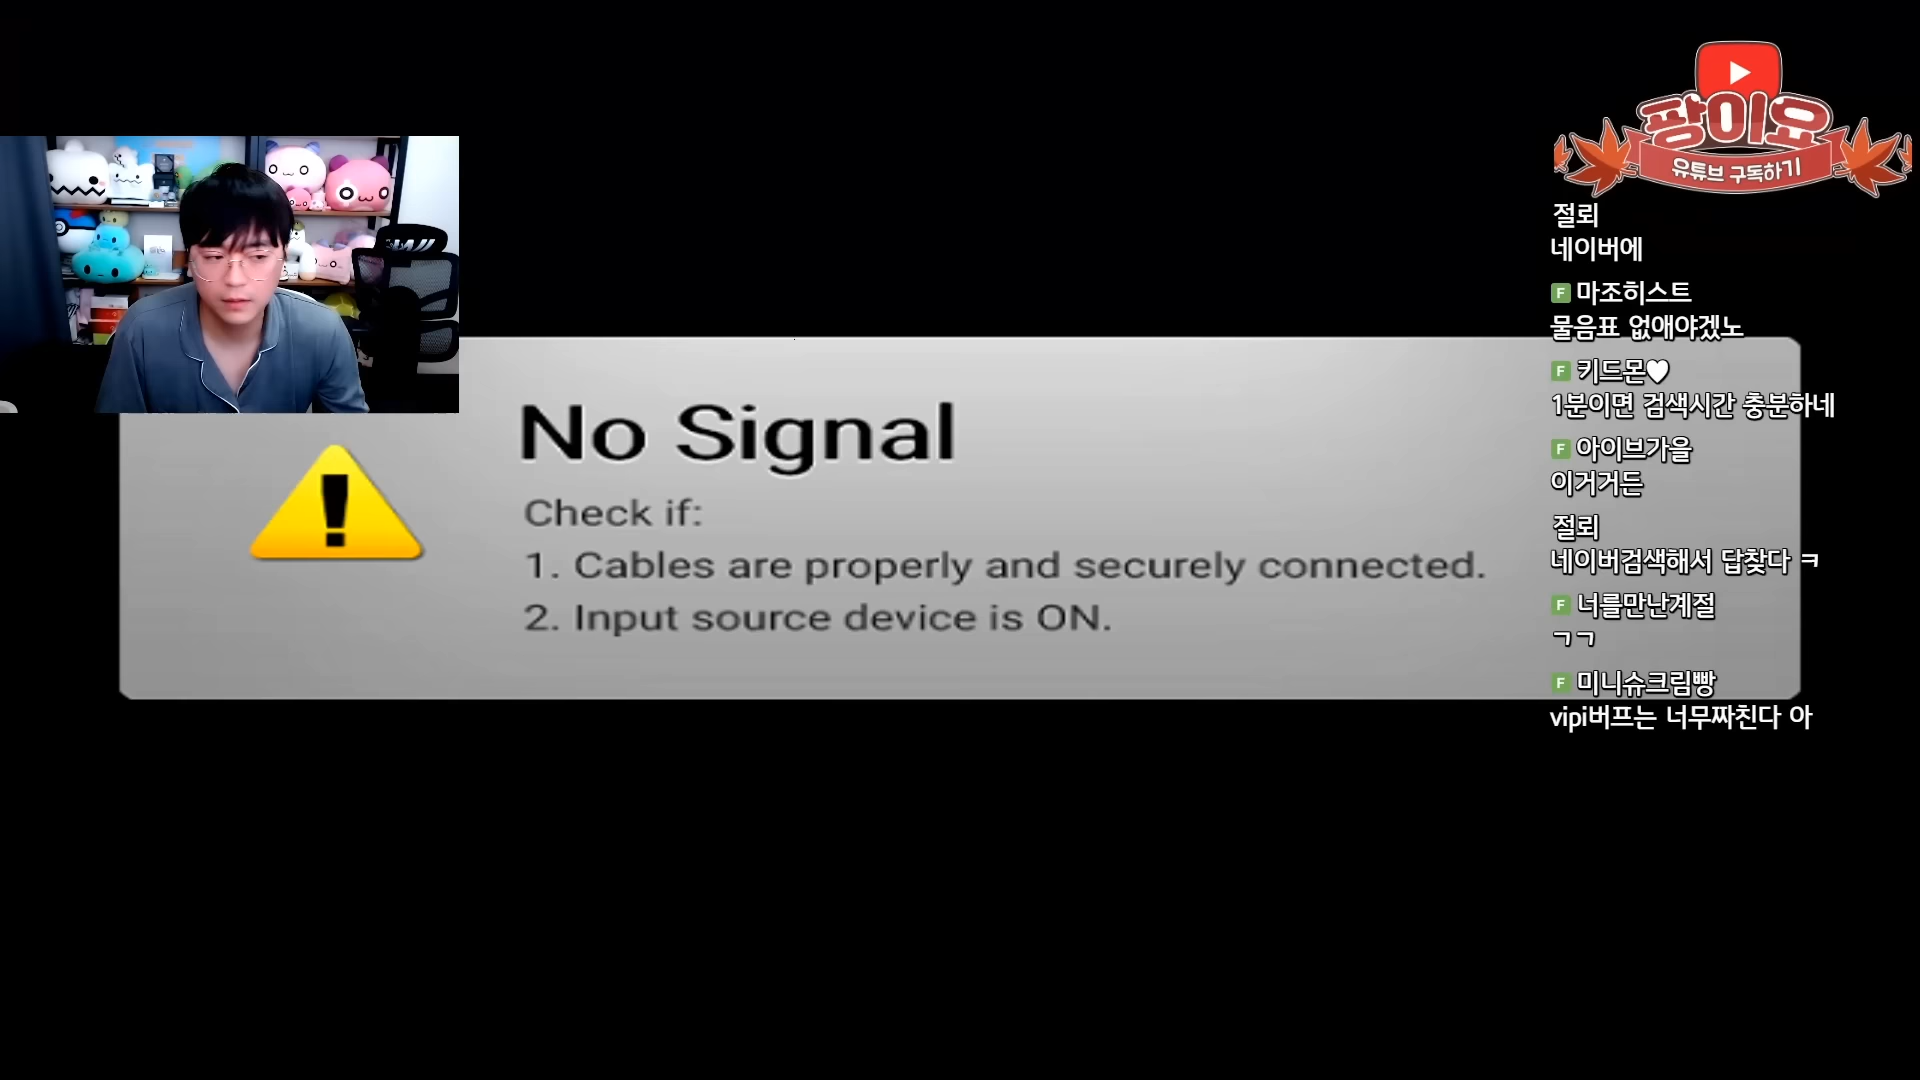 팡이요
유튜브 구독하기
절뢰
네이버에
F 마조히스트
물음표 없애야겠노
F 키드몬♥
1분이면 검색시간 충분하네
F 아이브가을
이거거든
절뢰
네이버검색해서 답찾다 ㅋ
F 너를만난계절
ㄱㄱ
F 미니슈크림빵
vipi버프는 너무짜친다 아
No Signal
Check if:
1. Cables are properly and securely connected.
2. Input source device is ON.